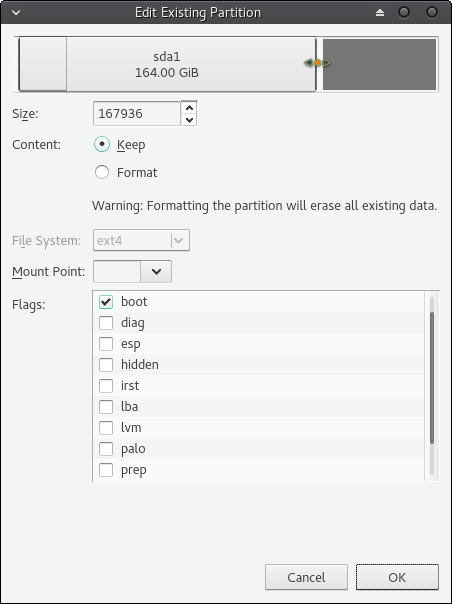 Edit Existing Partition
sda1
164.00 GiB
Size: 167936
Content: Keep
Format
Warning: Formatting the partition will erase all existing data.
File System: ext4
Mount Point:
Flags: boot
diag
esp
hidden
irst
lba
lvm
palo
prep
Cancel OK